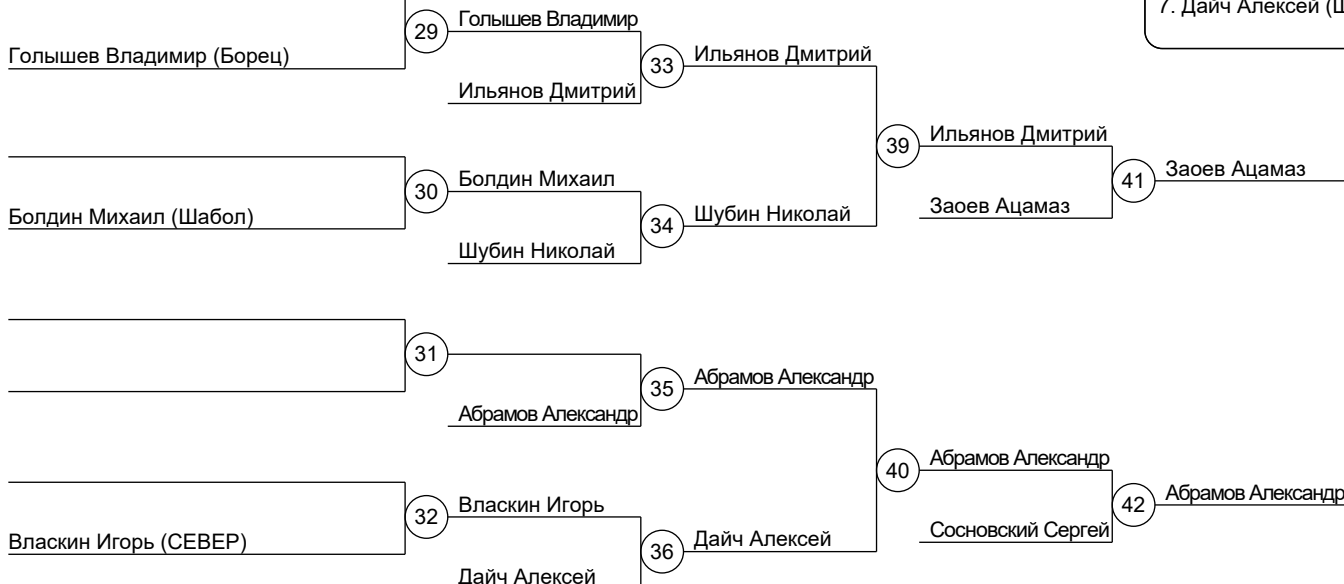 7. Дайч Алексей (Ш
29
Голышев Владимир
Голышев Владимир (Борец)
33
Ильянов Дмитрий
Ильянов Дмитрий
39
Ильянов Дмитрий
30
Болдин Михаил
41
Заоев Ацамаз
Болдин Михаил (Шабол)
34
Шубин Николай
Заоев Ацамаз
Шубин Николай
31
35
Абрамов Александр
Абрамов Александр
40
Абрамов Александр
32
Власкин Игорь
42
Абрамов Александр
Власкин Игорь (СЕВЕР)
36
Дайч Алексей
Сосновский Сергей
Дайч Алексей